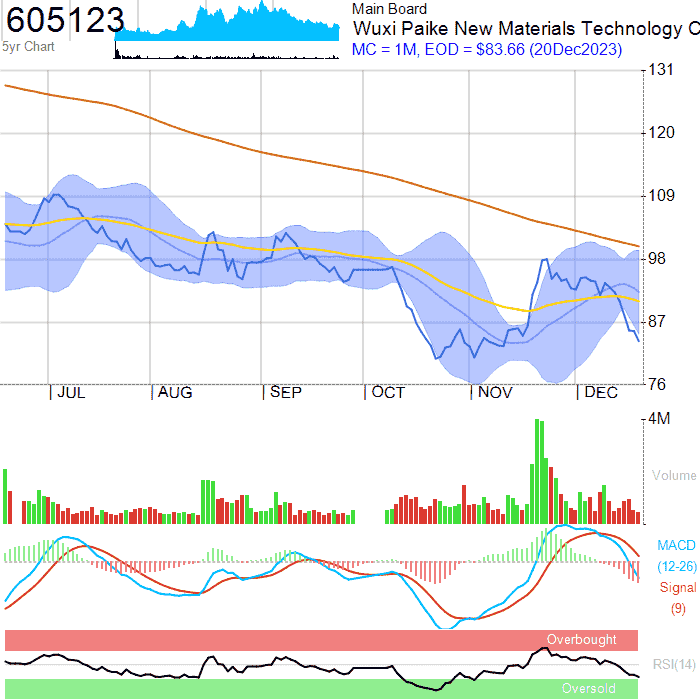 605123
5yr Chart
Main Board
Wuxi Paike New Materials Technology C
MC = 1M, EOD = $83.66 (20Dec2023)
131
120
109
98
87
76
JUL
AUG
SEP
OCT
NOV
DEC
4M
Volume
MACD
(12-26)
Signal
(9)
Overbought
RSI(14)
Oversold